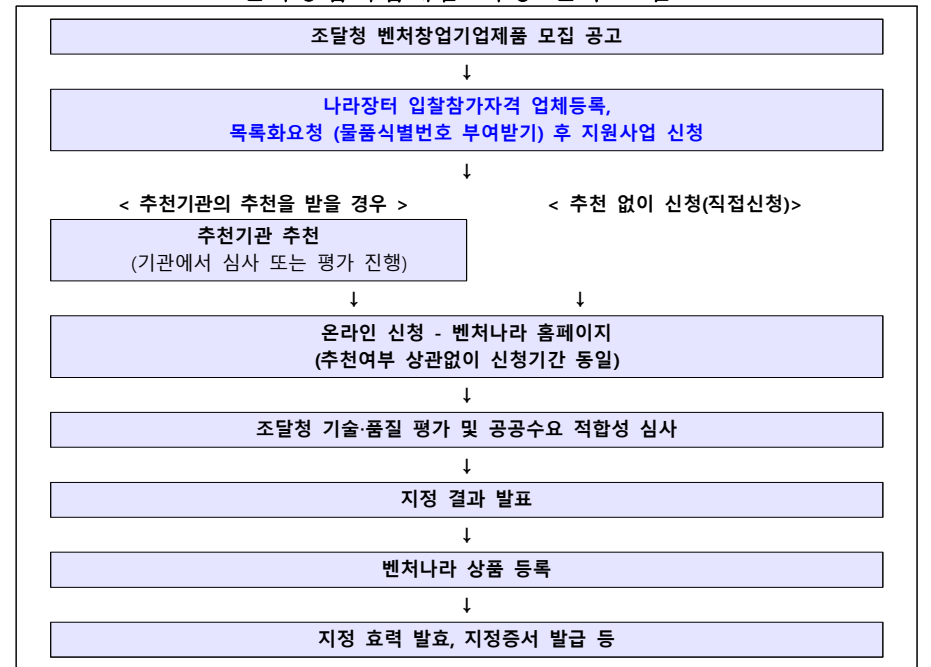 조달청 벤처창업기업제품 모집 공고
↓
나라장터 입찰참가자격 업체등록,
목록화요청 (물품식별번호 부여받기) 후 지원사업 신청
↓
< 추천기관의 추천을 받을 경우 >
< 추천 없이 신청(직접신청)>
추천기관 추천
(기관에서 심사 또는 평가 진행)
↓ ↓
온라인 신청 - 벤처나라 홈페이지
(추천여부 상관없이 신청기간 동일)
↓
조달청 기술·품질 평가 및 공공수요 적합성 심사
↓
지정 결과 발표
↓
벤처나라 상품 등록
↓
지정 효력 발효, 지정증서 발급 등